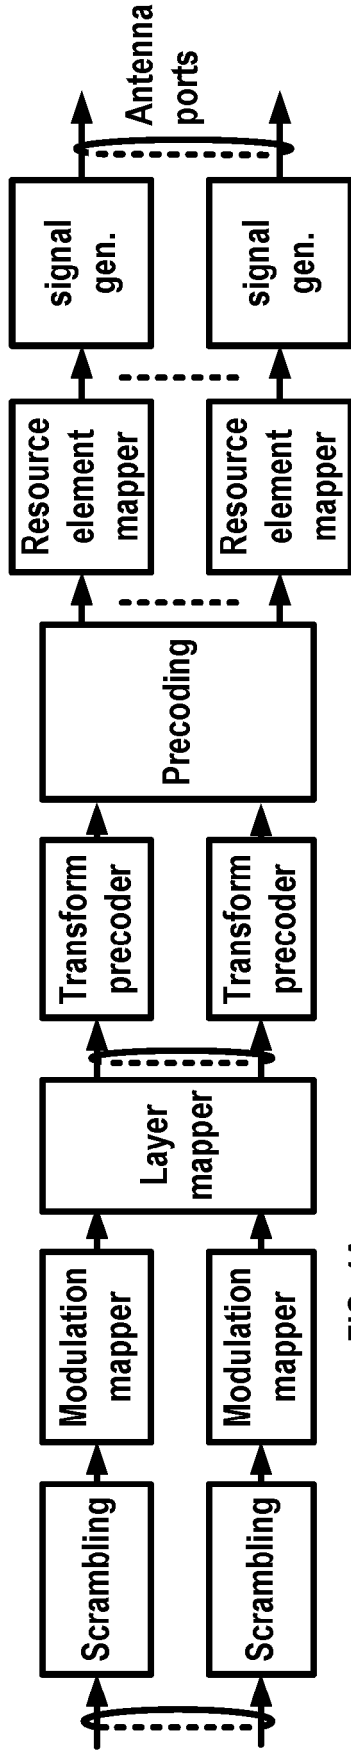 Scrambling
Scrambling
Modulation
mapper
Modulation
mapper
Layer
mapper
Transform
precoder
Transform
precoder
Precoding
Resource
element
mapper
Resource
element
mapper
signal
gen.
signal
gen.
Antenna
ports